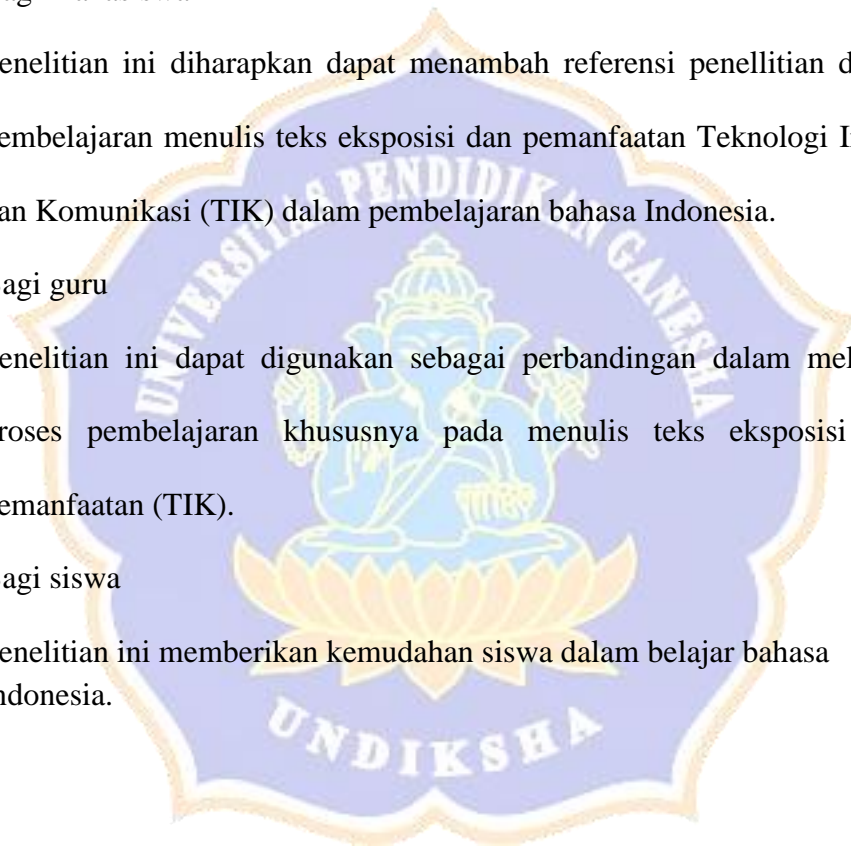 enelitian ini diharapkan dapat menambah referensi penellitian d
embelajaran menulis teks eksposisi dan pemanfaatan Teknologi I
an Komunikasi (TIK) dalam pembelajaran bahasa Indonesia.
agi guru
enelitian ini dapat digunakan sebagai perbandingan dalam mel
roses pembelajaran khususnya pada menulis teks eksposisi
emanfaatan (TIK).
agi siswa
enelitian ini memberikan kemudahan siswa dalam belajar bahasa
ndonesia.
UNIVERSITAS PENDIDIKAN GANESHA
UNDIKSHA